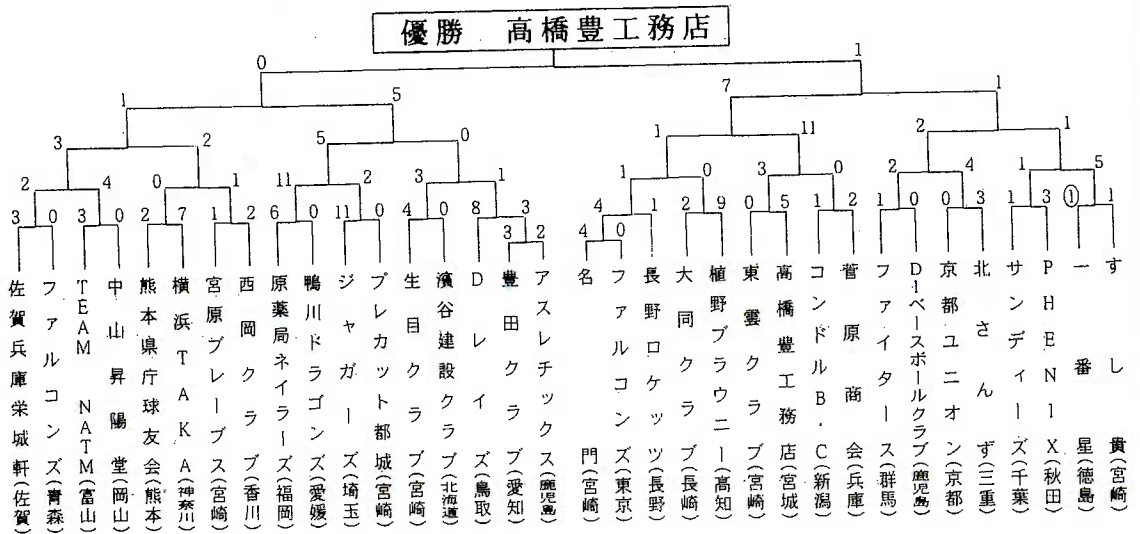 優勝 高橋豊工務店
0 1
1 5 7 1
3 2 5 0 1 11 2 1
2 4 0 1 11 2 3 1 1 0 3 0 2 4 1 5
3 0 3 0 2 7 1 2 6 0 11 0 4 0 8 3 4 1 2 9 0 5 1 2 1 0 0 3 1 3 ① 1
3 2 4 0
佐賀兵庫栄城軒(佐賀)
ファルコンズ(青森)
TEAM NATM(富山)
中山昇陽堂(岡山)
熊本県庁球友会(熊本)
横浜TAKA(神奈川)
宮原ブレーブス(宮崎)
西岡クラブ(香川)
原薬局ネイラーズ(福岡)
鴨川ドラゴンズ(愛媛)
ジャガーズ(埼玉)
プレカット都城(宮崎)
生目クラブ(宮崎)
濱谷建設クラブ(北海道)
Dレイズ(鳥取)
豊田クラブ(愛知)
アスレチックス(鹿児島)
名門(宮崎)
ファルコンズ(東京)
長野ロケッツ(長野)
大同クラブ(長崎)
植野ブラウニー(高知)
東雲クラブ(宮崎)
高橋豊工務店(宮城)
コンドルB・C(新潟)
菅原商会(兵庫)
ファイタース(群馬)
Dーベースボールクラブ(鹿児島)
京都ユニオン(京都)
北さんず(三重)
サンディーズ(千葉)
PHENIX(秋田)
一番星(徳島)
すし貫(宮崎)